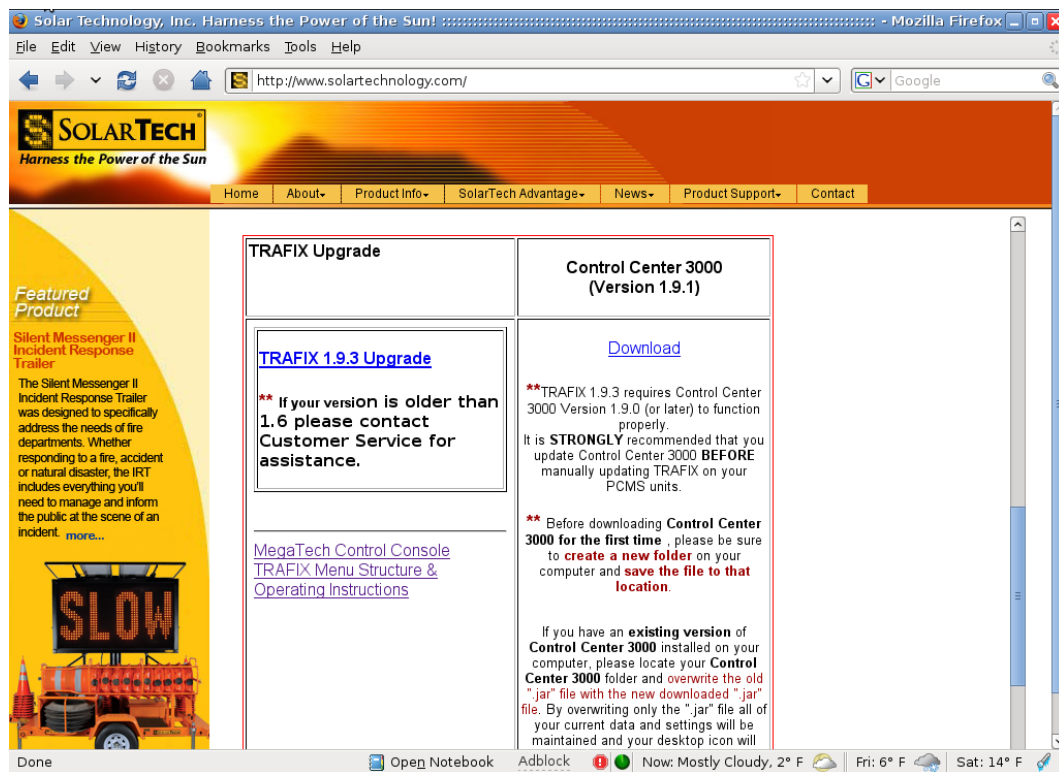 Solar Technology, Inc. Harness the Power of the Sun! :::::::::::::::::::::::::::::::::::::::::::::::::::::::::::::::::::::::::::::::::: - Mozilla Firefox
File Edit View History Bookmarks Tools Help
http://www.solartechnology.com/
G Google
SOLARTECH®
Harness the Power of the Sun
Home About Product Info SolarTech Advantage News Product Support Contact
Featured
Product
Silent Messenger II
Incident Response
Trailer
The Silent Messenger II
Incident Response Trailer
was designed to specifically
address the needs of fire
departments. Whether
responding to a fire, accident
or natural disaster, the IRT
includes everything you'll
need to manage and inform
the public at the scene of an
incident. more...
SLOW
TRAFIX Upgrade
TRAFIX 1.9.3 Upgrade
** If your version is older than
1.6 please contact
Customer Service for
assistance.
MegaTech Control Console
TRAFIX Menu Structure &
Operating Instructions
Control Center 3000
(Version 1.9.1)
Download
**TRAFIX 1.9.3 requires Control Center
3000 Version 1.9.0 (or later) to function
properly.
It is STRONGLY recommended that you
update Control Center 3000 BEFORE
manually updating TRAFIX on your
PCMS units.
** Before downloading Control Center
3000 for the first time , please be sure
to create a new folder on your
computer and save the file to that
location.
If you have an existing version of
Control Center 3000 installed on your
computer, please locate your Control
Center 3000 folder and overwrite the old
".jar" file with the new downloaded ".jar"
file. By overwriting only the ".jar" file all of
your current data and settings will be
maintained and your desktop icon will
Done Open Notebook Adblock Now: Mostly Cloudy, 2° F Fri: 6° F Sat: 14° F